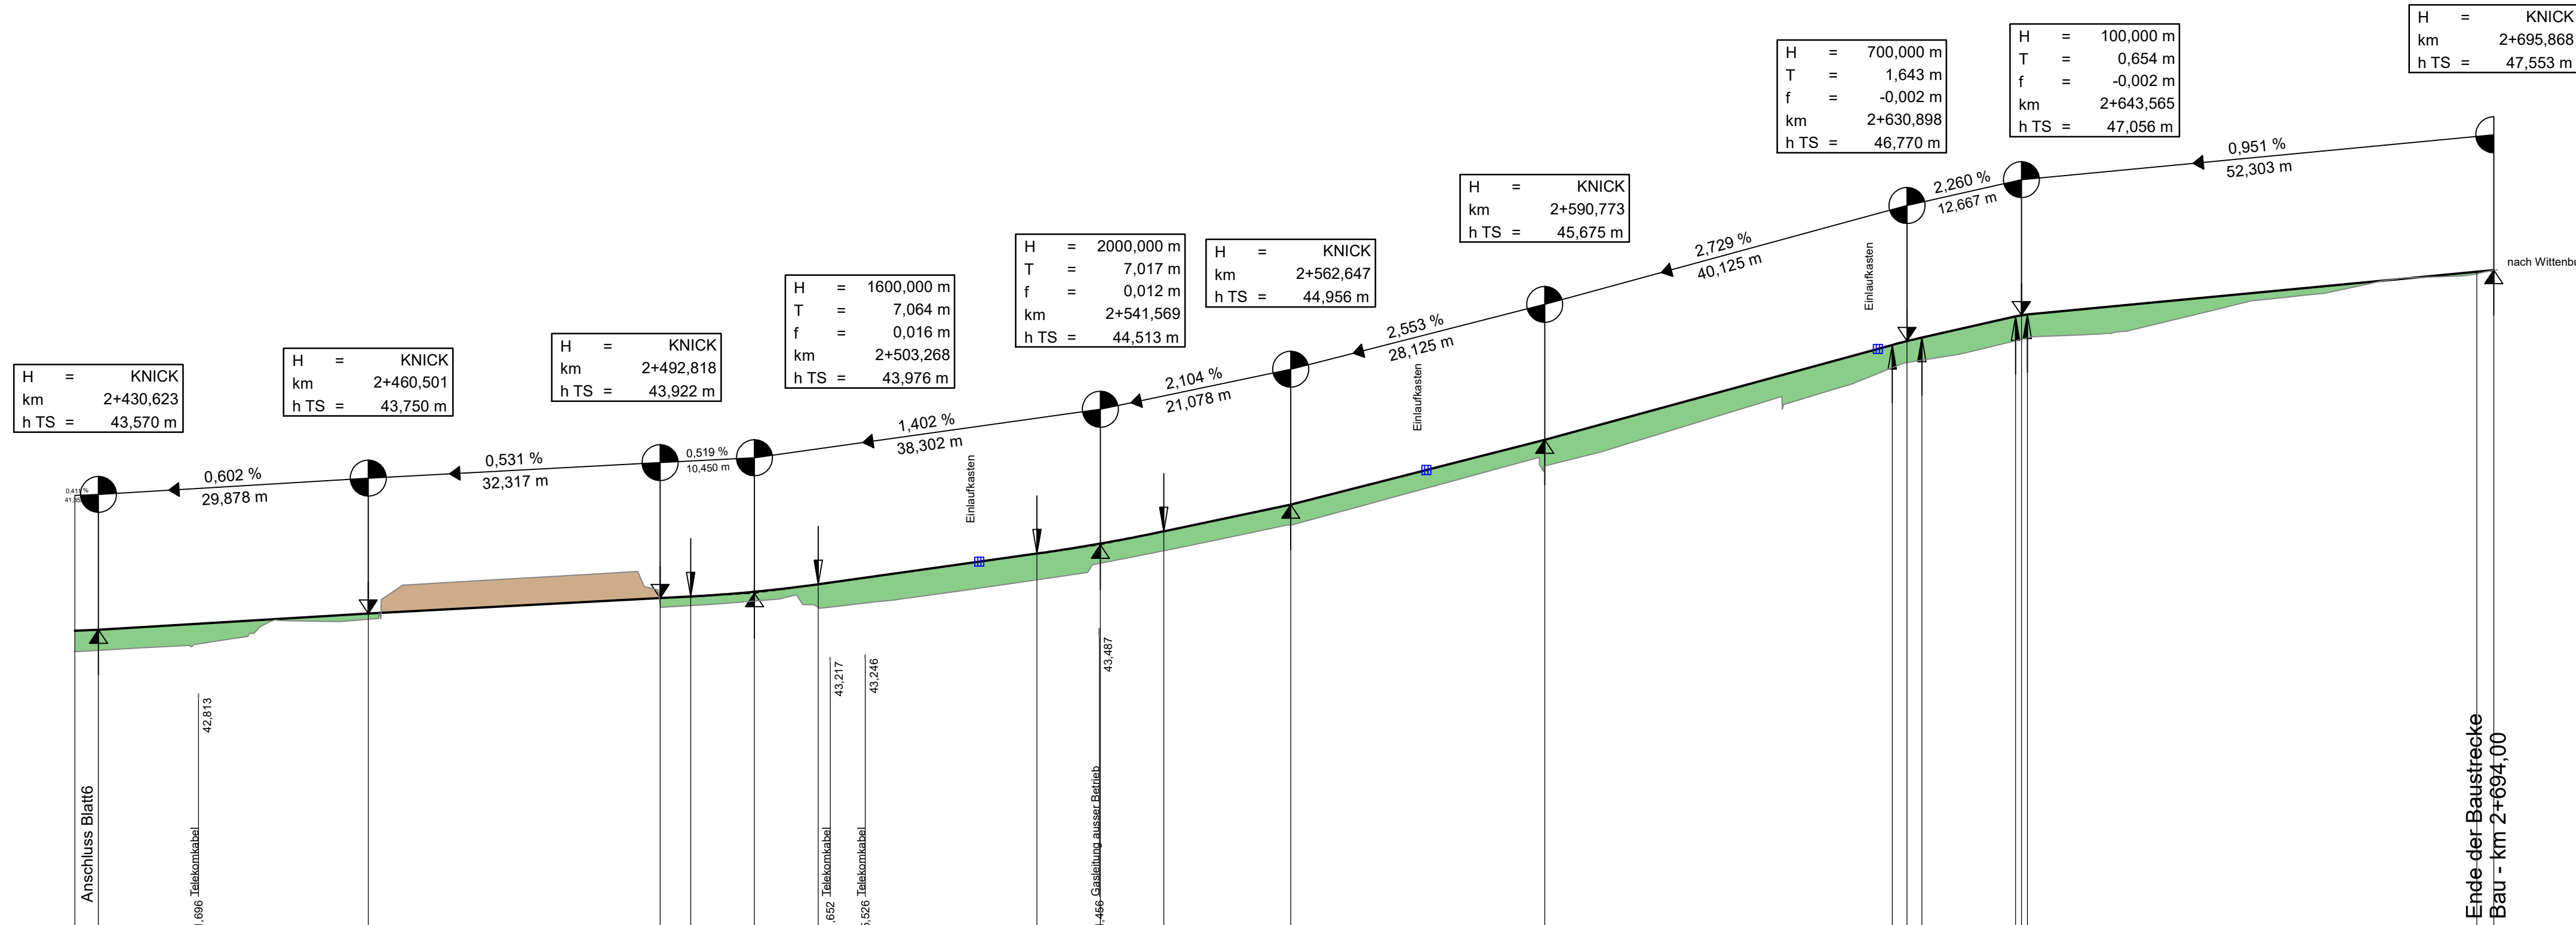 H = KNICK
km 2+430,623
h TS = 43,570 m
H = KNICK
km 2+460,501
h TS = 43,750 m
H = KNICK
km 2+492,818
h TS = 43,922 m
H = 1600,000 m
T = 7,064 m
f = 0,016 m
km 2+503,268
h TS = 43,976 m
H = 2000,000 m
T = 7,017 m
f = 0,012 m
km 2+541,569
h TS = 44,513 m
H = KNICK
km 2+562,647
h TS = 44,956 m
H = KNICK
km 2+590,773
h TS = 45,675 m
H = 700,000 m
T = 1,643 m
f = -0,002 m
km 2+630,898
h TS = 46,770 m
H = 100,000 m
T = 0,654 m
f = -0,002 m
km 2+643,565
h TS = 47,056 m
H = KNICK
km 2+695,868
h TS = 47,553 m
0,602 %
29,878 m
0,531 %
32,317 m
0,519 %
10,450 m
1,402 %
38,302 m
2,104 %
21,078 m
2,553 %
28,125 m
2,729 %
40,125 m
2,260 %
12,667 m
0,951 %
52,303 m
Einlaufkasten
Einlaufkasten
Einlaufkasten
nach
42,813
43,217
43,246
43,487
Anschluss Blatt6
,696 Telekomkabel
,652 Telekomkabel
,526 Telekomkabel
,456 Gasleitung ausser Betrieb
Ende der Baustrecke
Bau - km 2+694,00